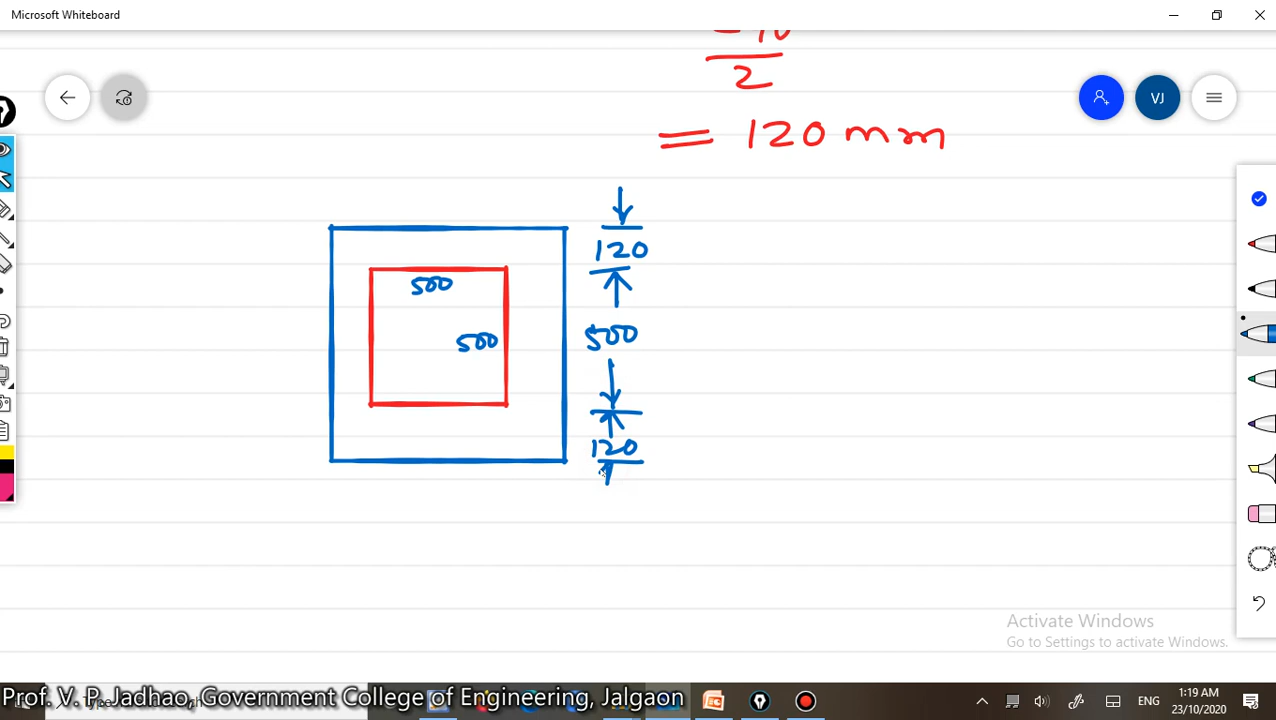 Microsoft Whiteboard
2
= 120 mm
VJ
120
500
500
500
120
Activate Windows
Go to Settings to activate Windows.
Prof. V. P. Jadhao, Government College of Engineering, Jalgaon
ENG
1:19 AM
23/10/2020